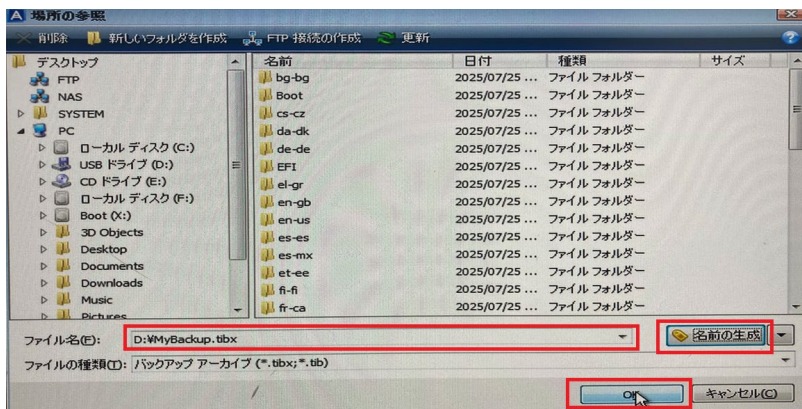 場所の参照
削除 新しいフォルダを作成 FTP 接続の作成 更新
デスクトップ
FTP
NAS
SYSTEM
PC
ローカル ディスク (C:)
USB ドライブ (D:)
CD ドライブ (E:)
ローカル ディスク (F:)
Boot (X:)
3D Objects
Desktop
Documents
Downloads
Music
Pictures
名前 日付 種類 サイズ
bg-bg 2025/07/25 ... ファイル フォルダー
Boot 2025/07/25 ... ファイル フォルダー
cs-cz 2025/07/25 ... ファイル フォルダー
da-dk 2025/07/25 ... ファイル フォルダー
de-de 2025/07/25 ... ファイル フォルダー
EFI 2025/07/25 ... ファイル フォルダー
el-gr 2025/07/25 ... ファイル フォルダー
en-gb 2025/07/25 ... ファイル フォルダー
en-us 2025/07/25 ... ファイル フォルダー
es-es 2025/07/25 ... ファイル フォルダー
es-mx 2025/07/25 ... ファイル フォルダー
et-ee 2025/07/25 ... ファイル フォルダー
fi-fi 2025/07/25 ... ファイル フォルダー
fr-ca 2025/07/25 ... ファイル フォルダー
ファイル名(F): D:¥MyBackup.tibx 名前の生成
ファイルの種類(T): バックアップ アーカイブ (*.tibx;*.tib)
OK キャンセル(C)